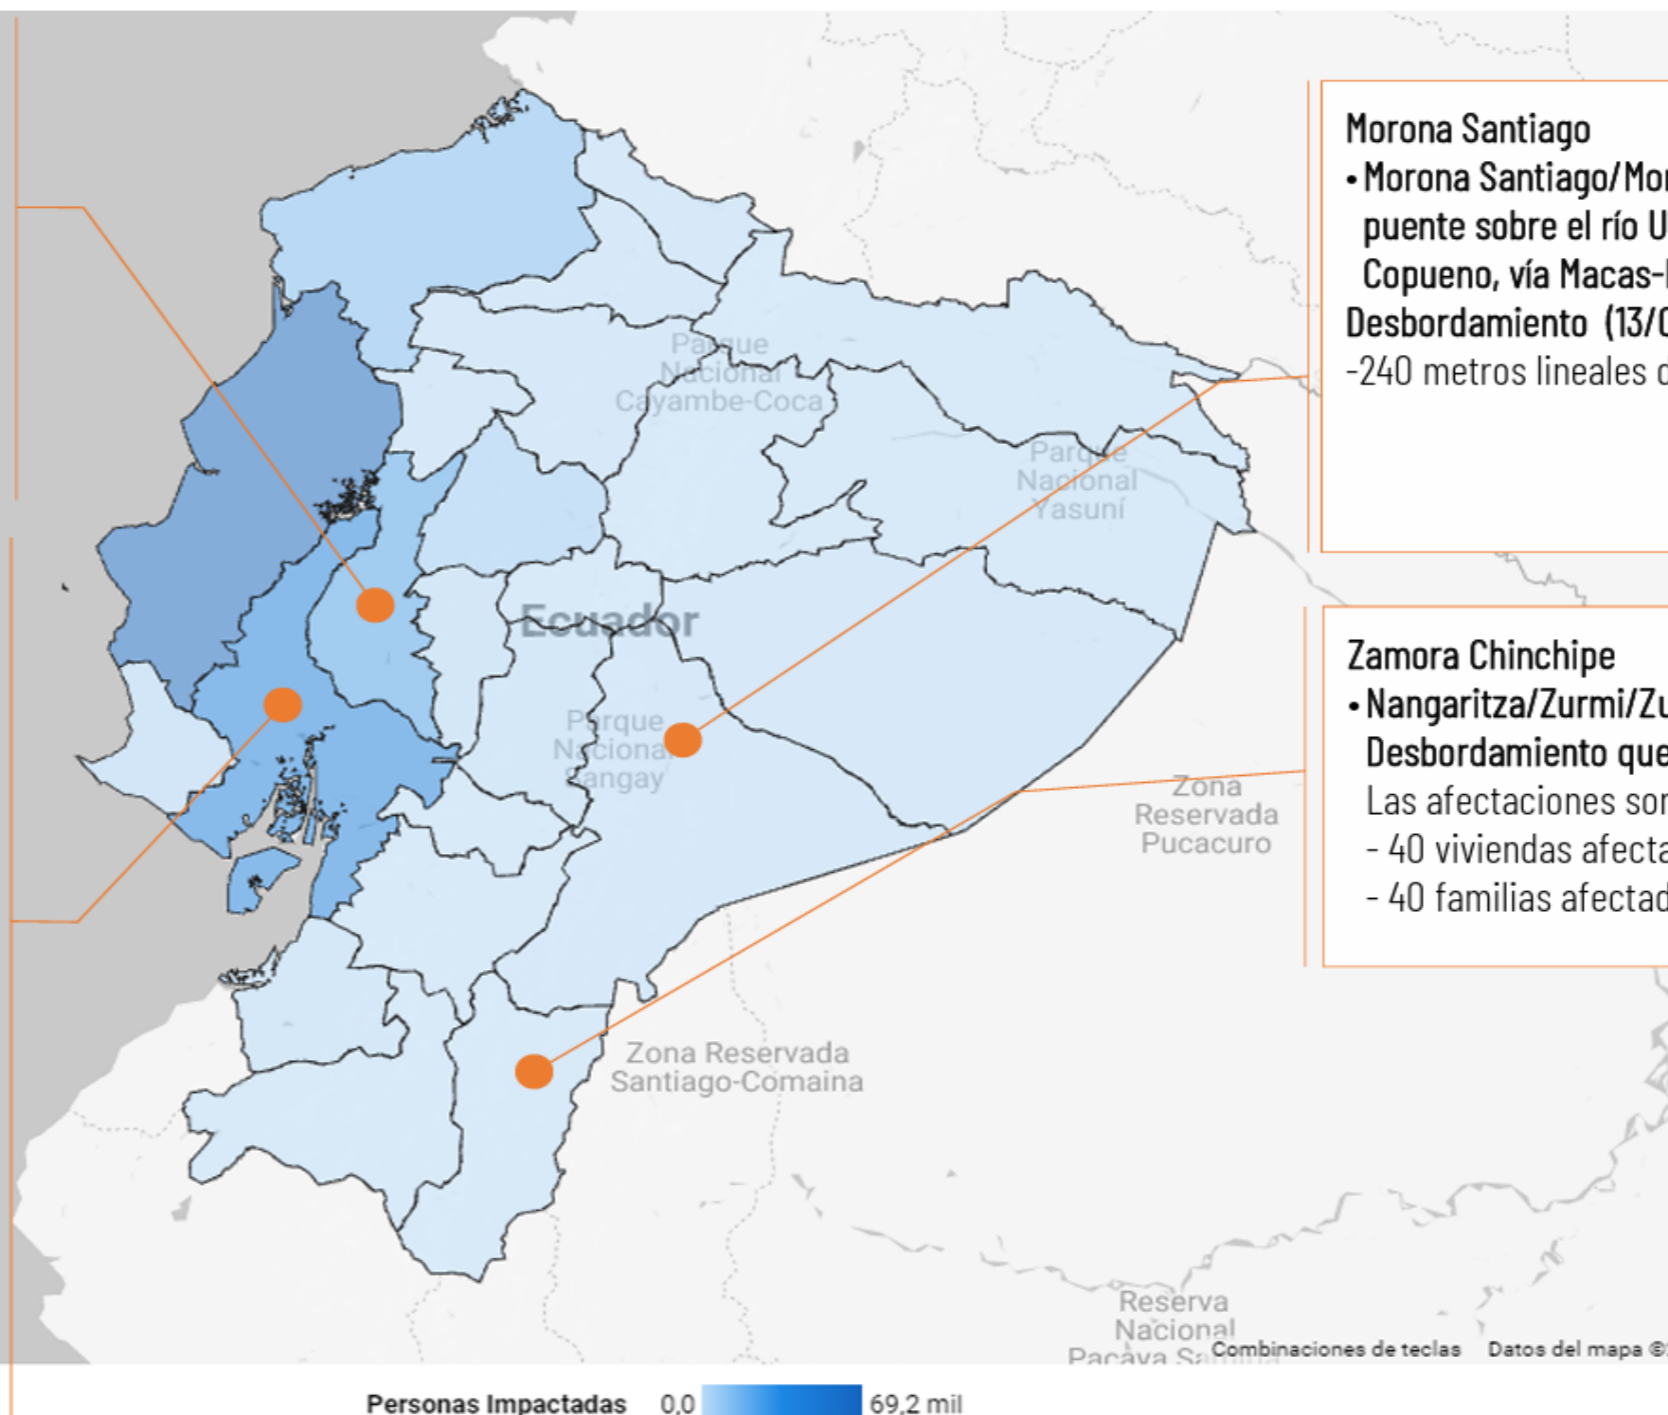 Morona Santiago
• Morona Santiago/Mor
puente sobre el río U
Copueno, vía Macas-
Desbordamiento (13/0
-240 metros lineales d
Zamora Chinchipe
• Nangaritza/Zurmi/Zu
Desbordamiento que
Las afectaciones son
- 40 viviendas afecta
- 40 familias afectad
Parque
Nacional
Cayambe-Coca
Parque
Nacional
Yasuní
Ecuador
Parque
Nacional
Sangay
Zona
Reservada
Pucacuro
Zona Reservada
Santiago-Comaina
Reserva
Nacional
Pacaya
Combinaciones de teclas Datos del mapa ©
Personas Impactadas 0,0 69,2 mil